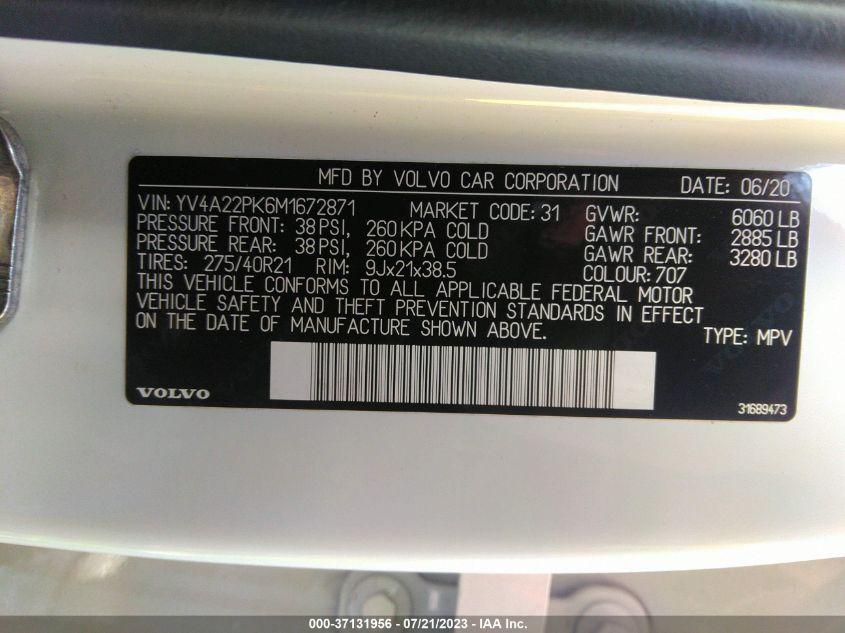 MFD BY VOLVO CAR CORPORATION DATE: 06/20
VIN: YV4A22PK6M1672871 MARKET CODE: 31 GVWR: 6060 LB
PRESSURE FRONT: 38 PSI, 260 KPA COLD GAWR FRONT: 2885 LB
PRESSURE REAR: 38 PSI, 260 KPA COLD GAWR REAR: 3280 LB
TIRES: 275/40R21 RIM: 9Jx21x38.5 COLOUR: 707
THIS VEHICLE CONFORMS TO ALL APPLICABLE FEDERAL MOTOR
VEHICLE SAFETY AND THEFT PREVENTION STANDARDS IN EFFECT
ON THE DATE OF MANUFACTURE SHOWN ABOVE. TYPE: MPV
VOLVO
VOLVO 31689473
000-37131956 - 07/21/2023 - © IAA Inc.